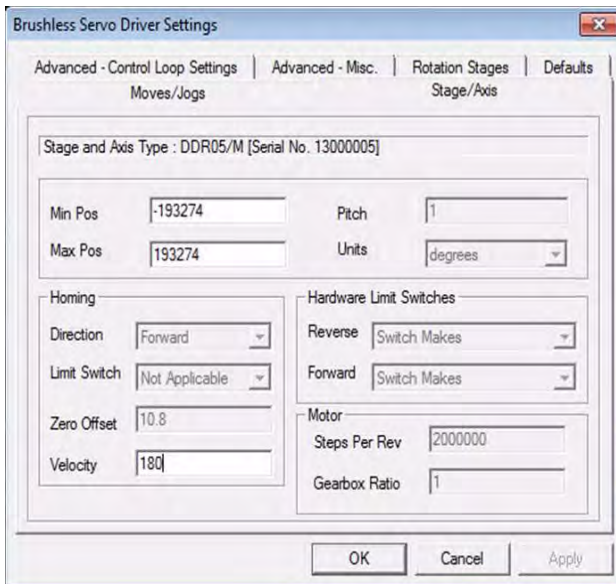 Brushless Servo Driver Settings
Advanced - Control Loop Settings
Advanced - Misc.
Rotation Stages
Defaults
Moves/Jogs
Stage/Axis
Stage and Axis Type : DDR05/M [Serial No. 13000005]
Min Pos
-193274
Max Pos
193274
Pitch
1
Units
degrees
Homing
Direction
Forward
Limit Switch
Not Applicable
Zero Offset
10.8
Velocity
180
Hardware Limit Switches
Reverse
Switch Makes
Forward
Switch Makes
Motor
Steps Per Rev
2000000
Gearbox Ratio
1
OK
Cancel
Apply